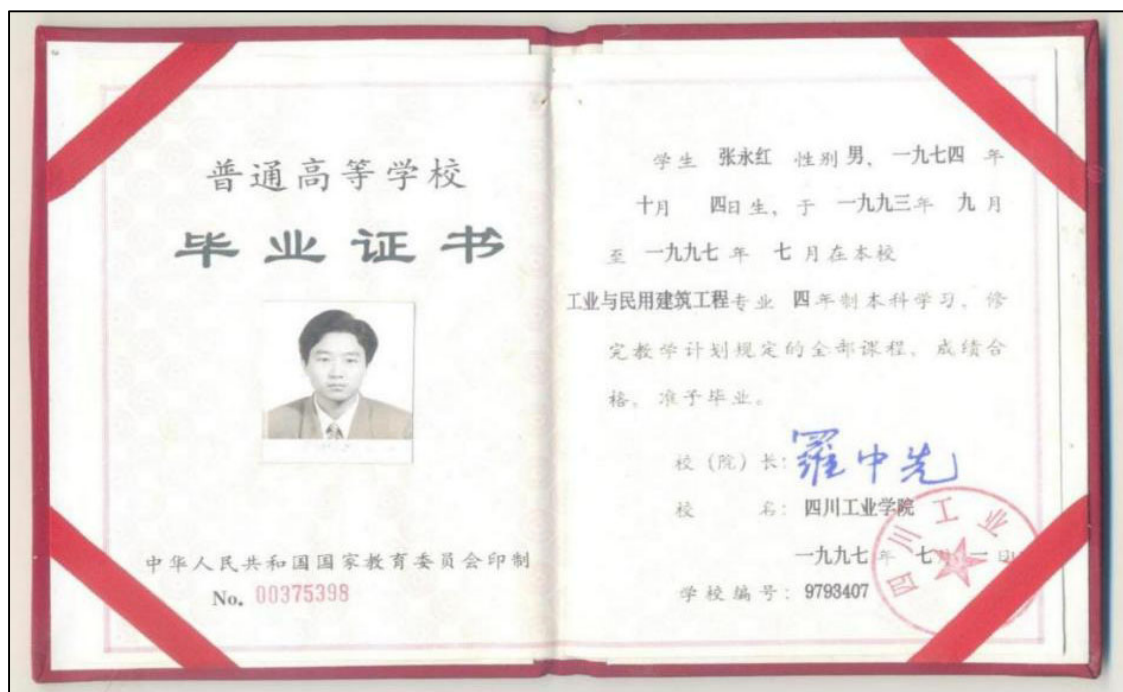 普通高等学校
毕业证书
中华人民共和国国家教育委员会印制
No. 00375398
学生 张永红 性别 男, 一九七四 年
十月 四日生, 于 一九九三年 九月
至 一九九七 年 七月在本校
工业与民用建筑工程专业 四年制本科学习, 修
完教学计划规定的全部课程, 成绩合
格, 准予毕业。
校(院)长: 羅中先
校 名: 四川工业学院
一九九七 年 七月 一日
学校编号: 9793407
四川工业